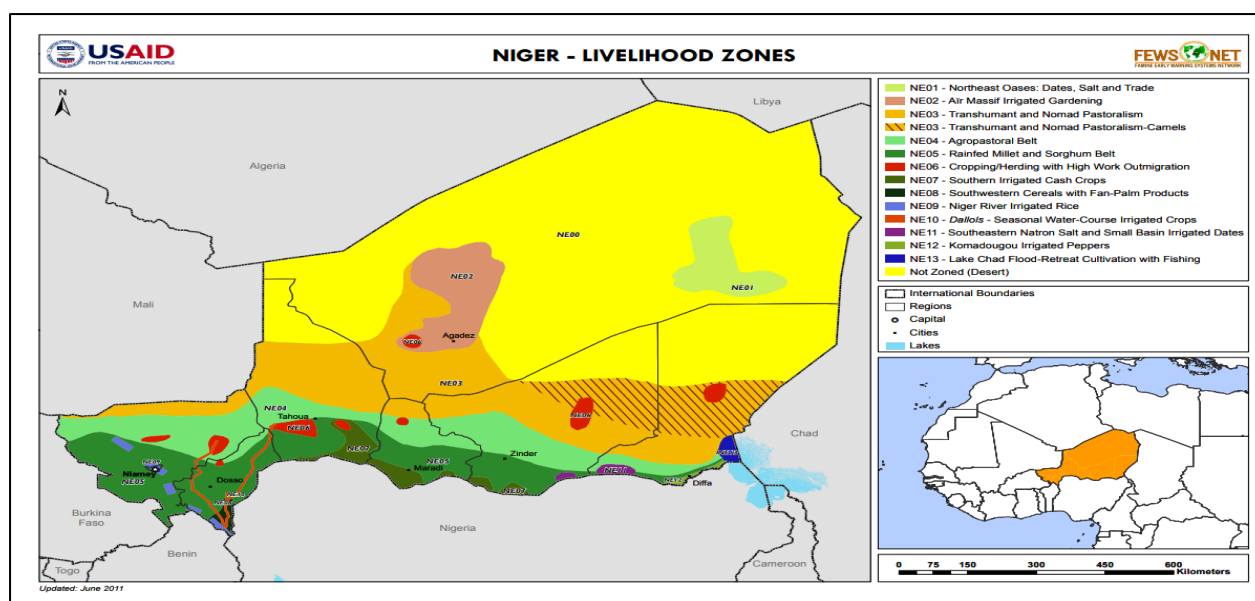 USAID
FROM THE AMERICAN PEOPLE
NIGER - LIVELIHOOD ZONES
FEWS NET
FAMINE EARLY WARNING SYSTEMS NETWORK
N
Libya
Algeria
Mali
NE00
NE02
NE01
Agadez
NE06
NE03
NE04
Tahoua
NE06
NE06
Chad
NE07
NE05
Zinder
NE09
Niamey
NE05
Maradi
NE11
NE13
Dosso
NE07
NE12
Diffa
Burkina
Faso
Nigeria
Benin
Togo
Cameroon
Updated: June 2011
NE01 - Northeast Oases: Dates, Salt and Trade
NE02 - Aïr Massif Irrigated Gardening
NE03 - Transhumant and Nomad Pastoralism
NE03 - Transhumant and Nomad Pastoralism-Camels
NE04 - Agropastoral Belt
NE05 - Rainfed Millet and Sorghum Belt
NE06 - Cropping/Herding with High Work Outmigration
NE07 - Southern Irrigated Cash Crops
NE08 - Southwestern Cereals with Fan-Palm Products
NE09 - Niger River Irrigated Rice
NE10 - Dallols - Seasonal Water-Course Irrigated Crops
NE11 - Southeastern Natron Salt and Small Basin Irrigated Dates
NE12 - Komadougou Irrigated Peppers
NE13 - Lake Chad Flood-Retreat Cultivation with Fishing
Not Zoned (Desert)
International Boundaries
Regions
Capital
Cities
Lakes
0 75 150 300 450 600
Kilometers